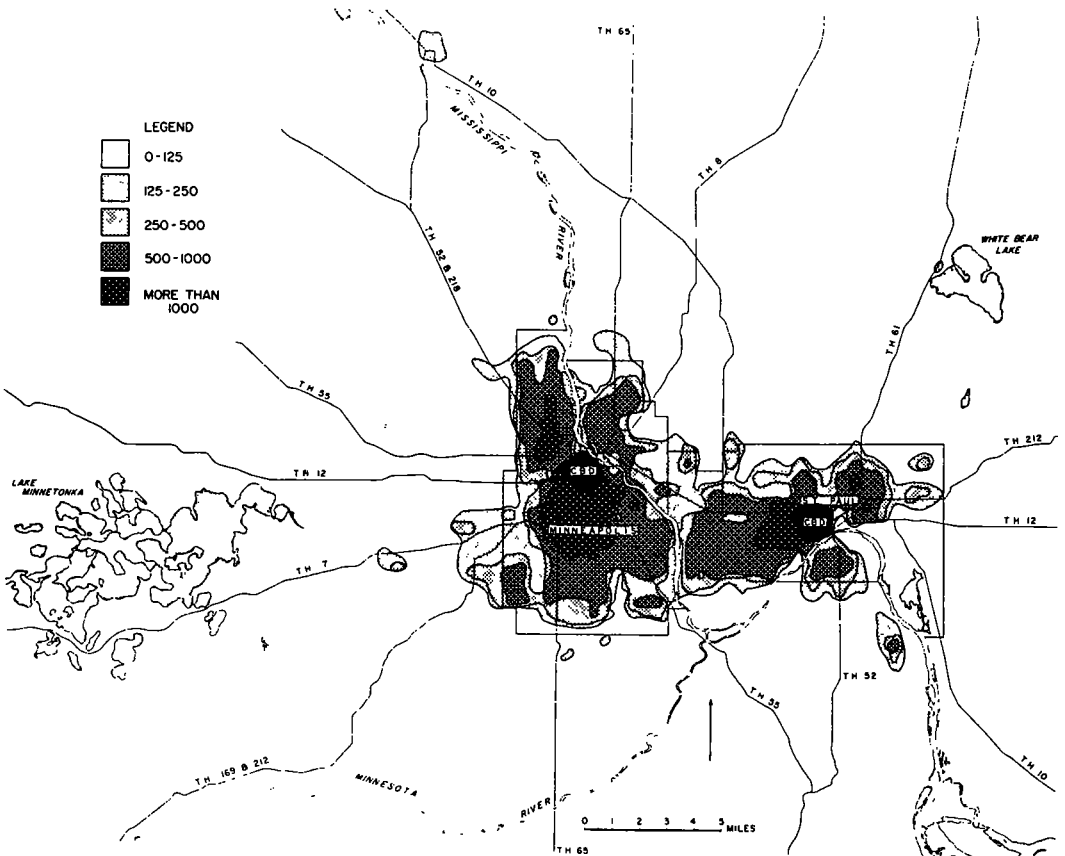 TH 65
TH 10
MISSISSIPPI
RIVER
TH 8
LEGEND
0-125
125-250
250-500
500-1000
MORE THAN
1000
TH 52 & 218
WHITE BEAR
LAKE
TH 61
TH 55
TH 12
TH 212
LAKE
MINNETONKA
CBD
MINNEAPOLIS
ST. PAUL
CBD
TH 12
TH 7
TH 52
TH 55
TH 10
TH 169 & 212
MINNESOTA
RIVER
0 1 2 3 4 5 MILES
TH 65